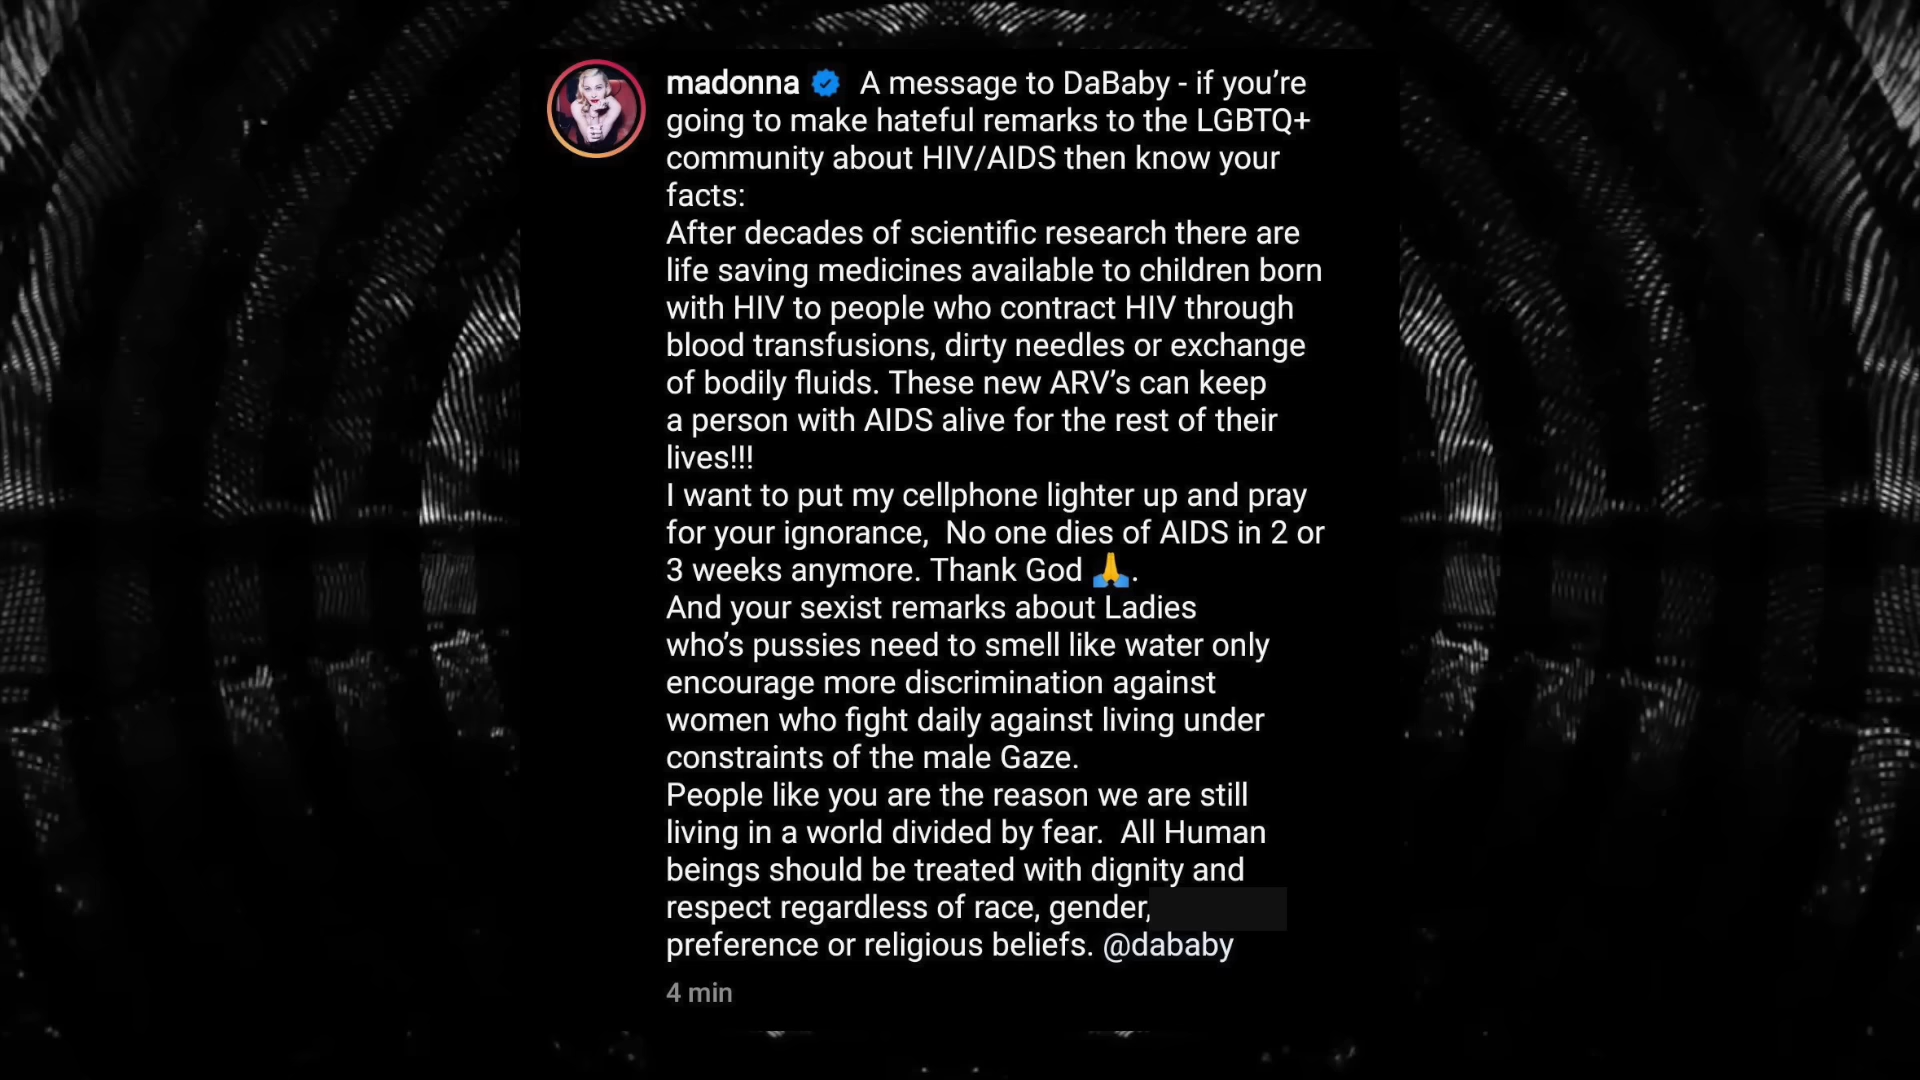 madonna A message to DaBaby - if you’re
going to make hateful remarks to the LGBTQ+
community about HIV/AIDS then know your
facts:
After decades of scientific research there are
life saving medicines available to children born
with HIV to people who contract HIV through
blood transfusions, dirty needles or exchange
of bodily fluids. These new ARV’s can keep
a person with AIDS alive for the rest of their
lives!!!
I want to put my cellphone lighter up and pray
for your ignorance,  No one dies of AIDS in 2 or
3 weeks anymore. Thank God 🙏.
And your sexist remarks about Ladies
who’s pussies need to smell like water only
encourage more discrimination against
women who fight daily against living under
constraints of the male Gaze.
People like you are the reason we are still
living in a world divided by fear.  All Human
beings should be treated with dignity and
respect regardless of race, gender,
preference or religious beliefs. @dababy
4 min